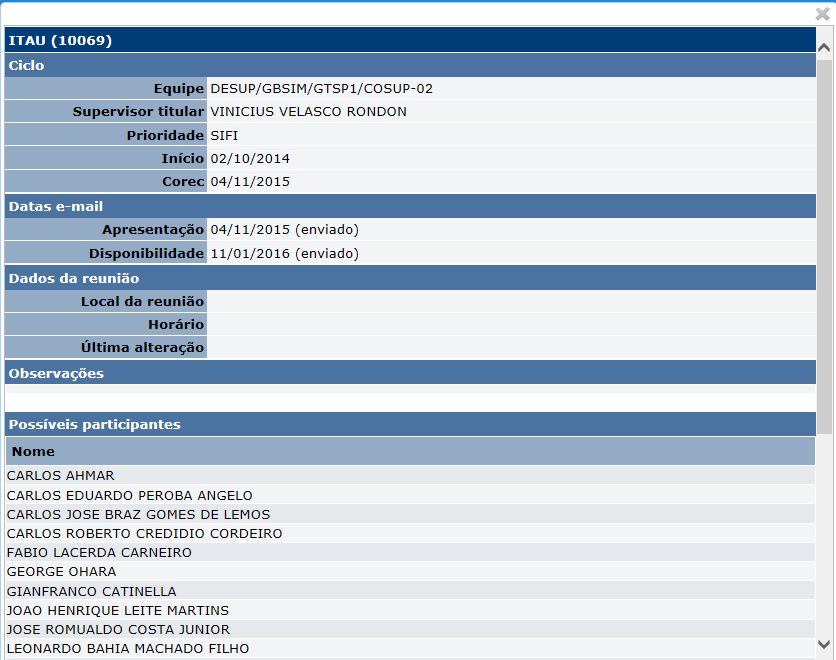 ITAU (10069)
Ciclo
Equipe DESUP/GBSIM/GTSP1/COSUP-02
Supervisor titular VINICIUS VELASCO RONDON
Prioridade SIFI
Início 02/10/2014
Corec 04/11/2015
Datas e-mail
Apresentação 04/11/2015 (enviado)
Disponibilidade 11/01/2016 (enviado)
Dados da reunião
Local da reunião
Horário
Última alteração
Observações
Possíveis participantes
Nome
CARLOS AHMAR
CARLOS EDUARDO PEROBA ANGELO
CARLOS JOSE BRAZ GOMES DE LEMOS
CARLOS ROBERTO CREDIDIO CORDEIRO
FABIO LACERDA CARNEIRO
GEORGE OHARA
GIANFRANCO CATINELLA
JOAO HENRIQUE LEITE MARTINS
JOSE ROMUALDO COSTA JUNIOR
LEONARDO BAHIA MACHADO FILHO